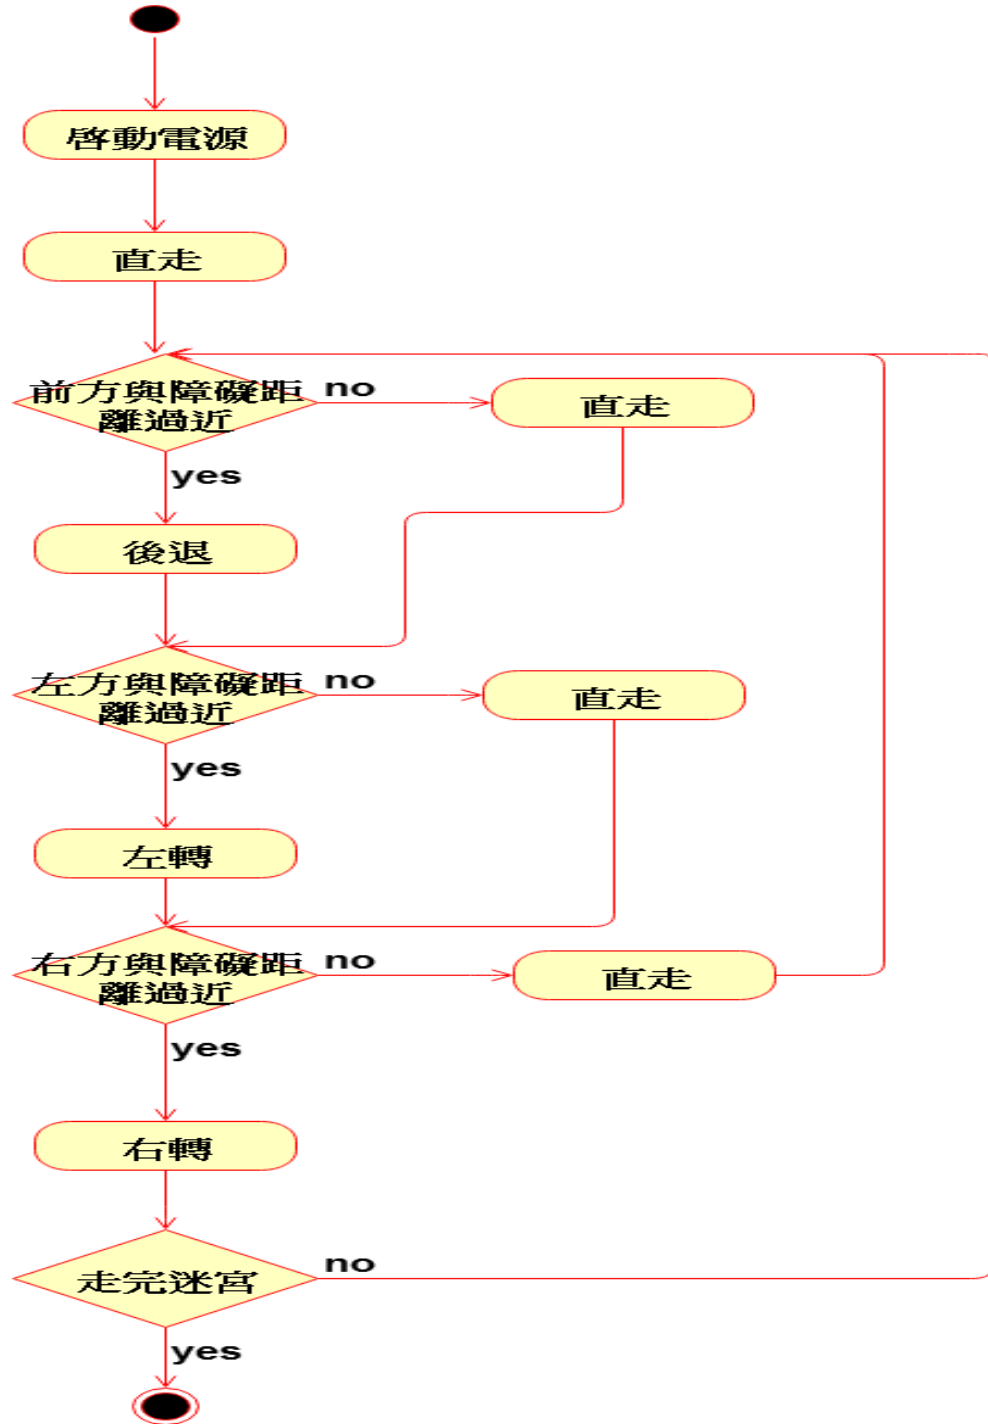 啓動電源
直走
前方與障礙距
離過近
no
直走
yes
後退
左方與障礙距
離過近
no
直走
yes
左轉
右方與障礙距
離過近
no
直走
yes
右轉
走完迷宮
no
yes